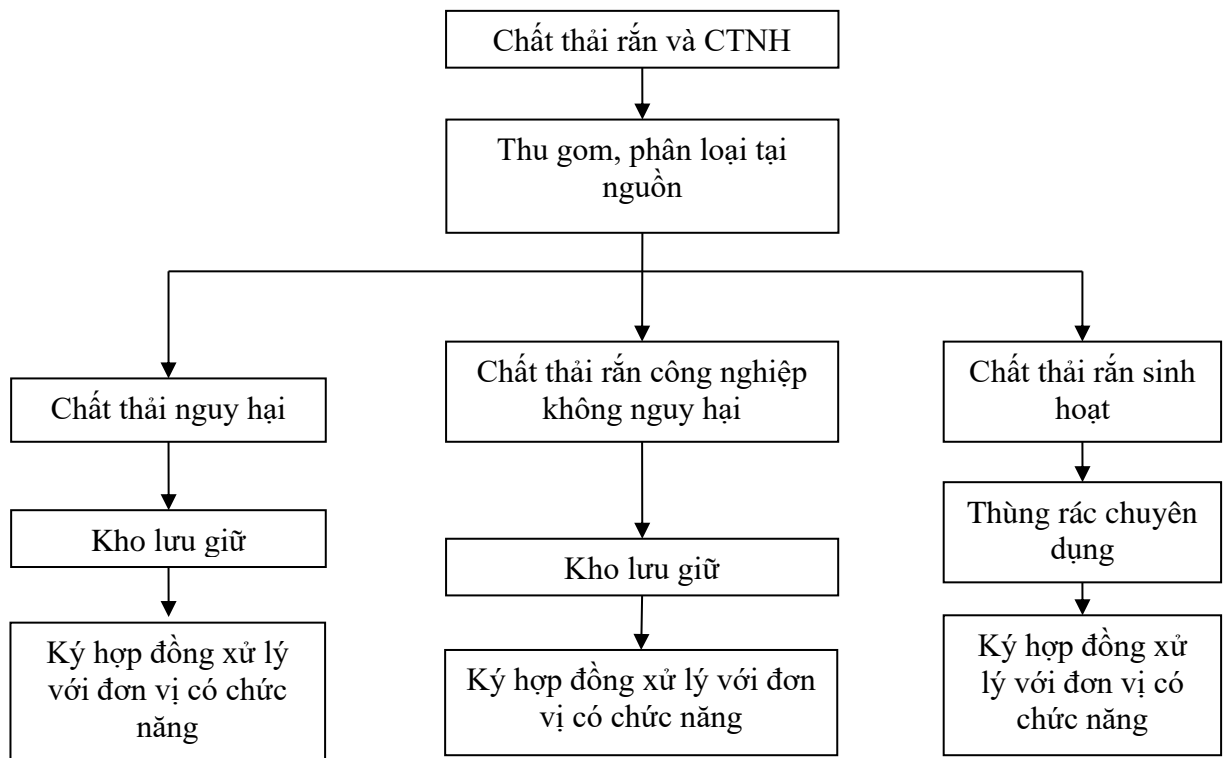 Chất thải rắn và CTNH
Thu gom, phân loại tại
nguồn
Chất thải nguy hại
Chất thải rắn công nghiệp
không nguy hại
Chất thải rắn sinh
hoạt
Kho lưu giữ
Kho lưu giữ
Thùng rác chuyên
dụng
Ký hợp đồng xử lý
với đơn vị có chức
năng
Ký hợp đồng xử lý với đơn
vị có chức năng
Ký hợp đồng xử
lý với đơn vị có
chức năng